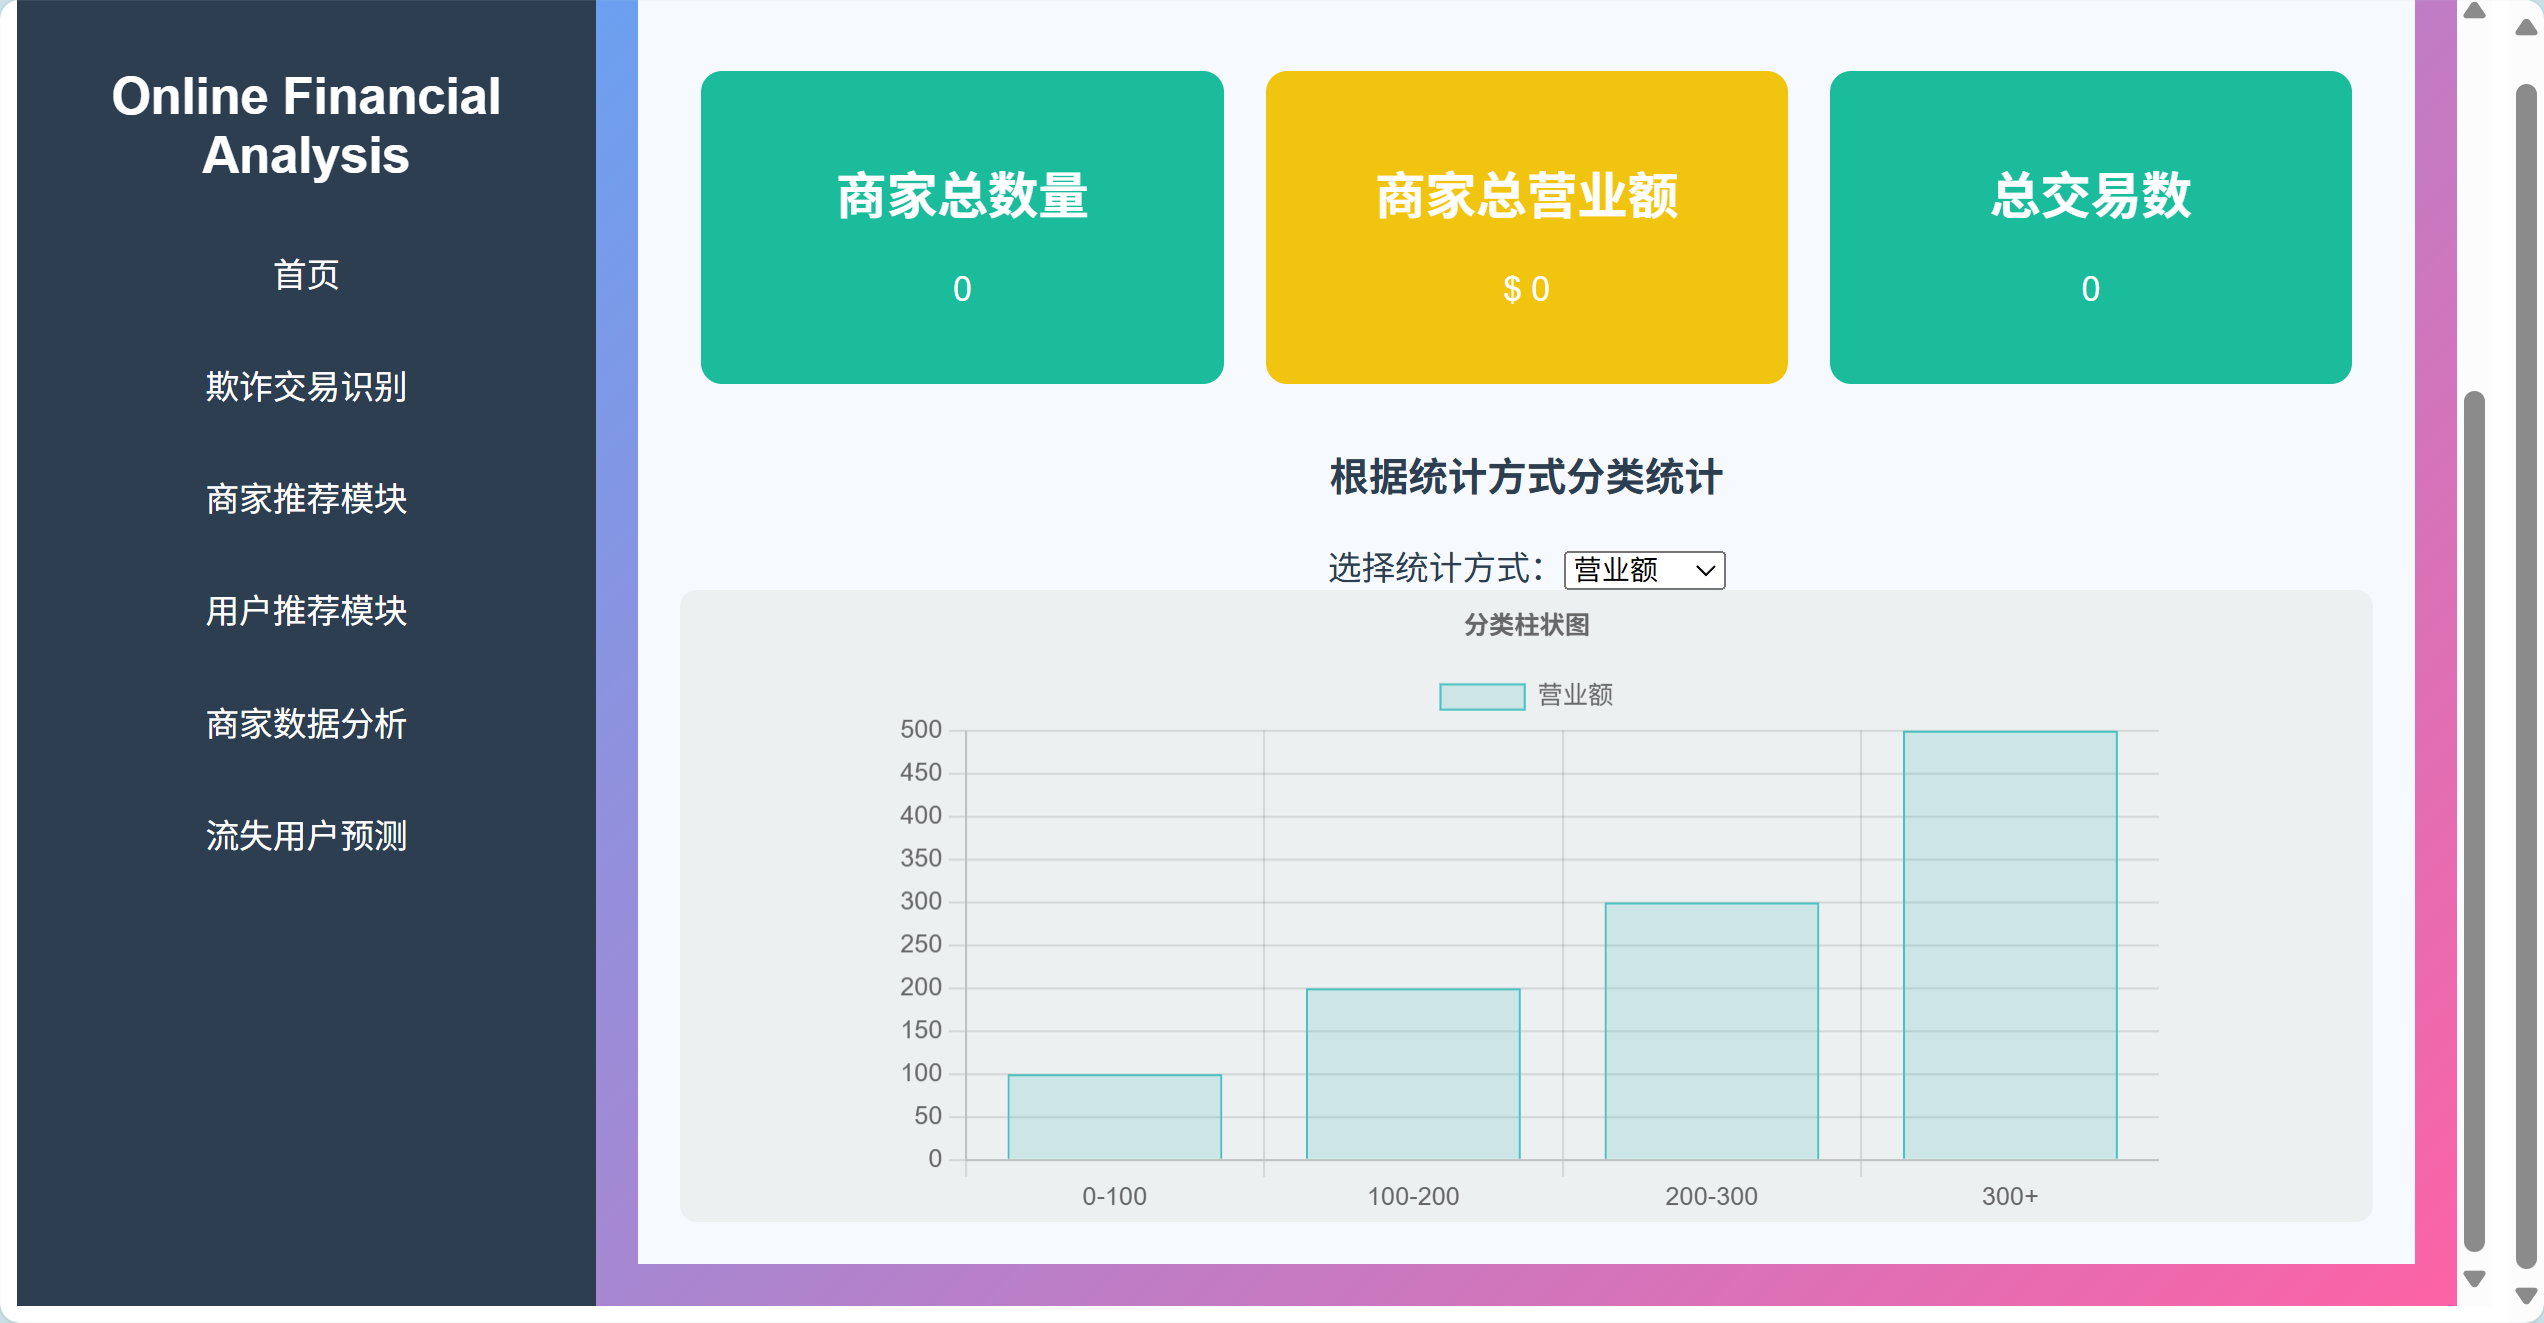 Online Financial
Analysis
首页
欺诈交易识别
商家推荐模块
用户推荐模块
商家数据分析
流失用户预测
商家总数量
0
商家总营业额
$ 0
总交易数
0
根据统计方式分类统计
选择统计方式： 营业额
分类柱状图
营业额
500
450
400
350
300
250
200
150
100
50
0
0-100 100-200 200-300 300+